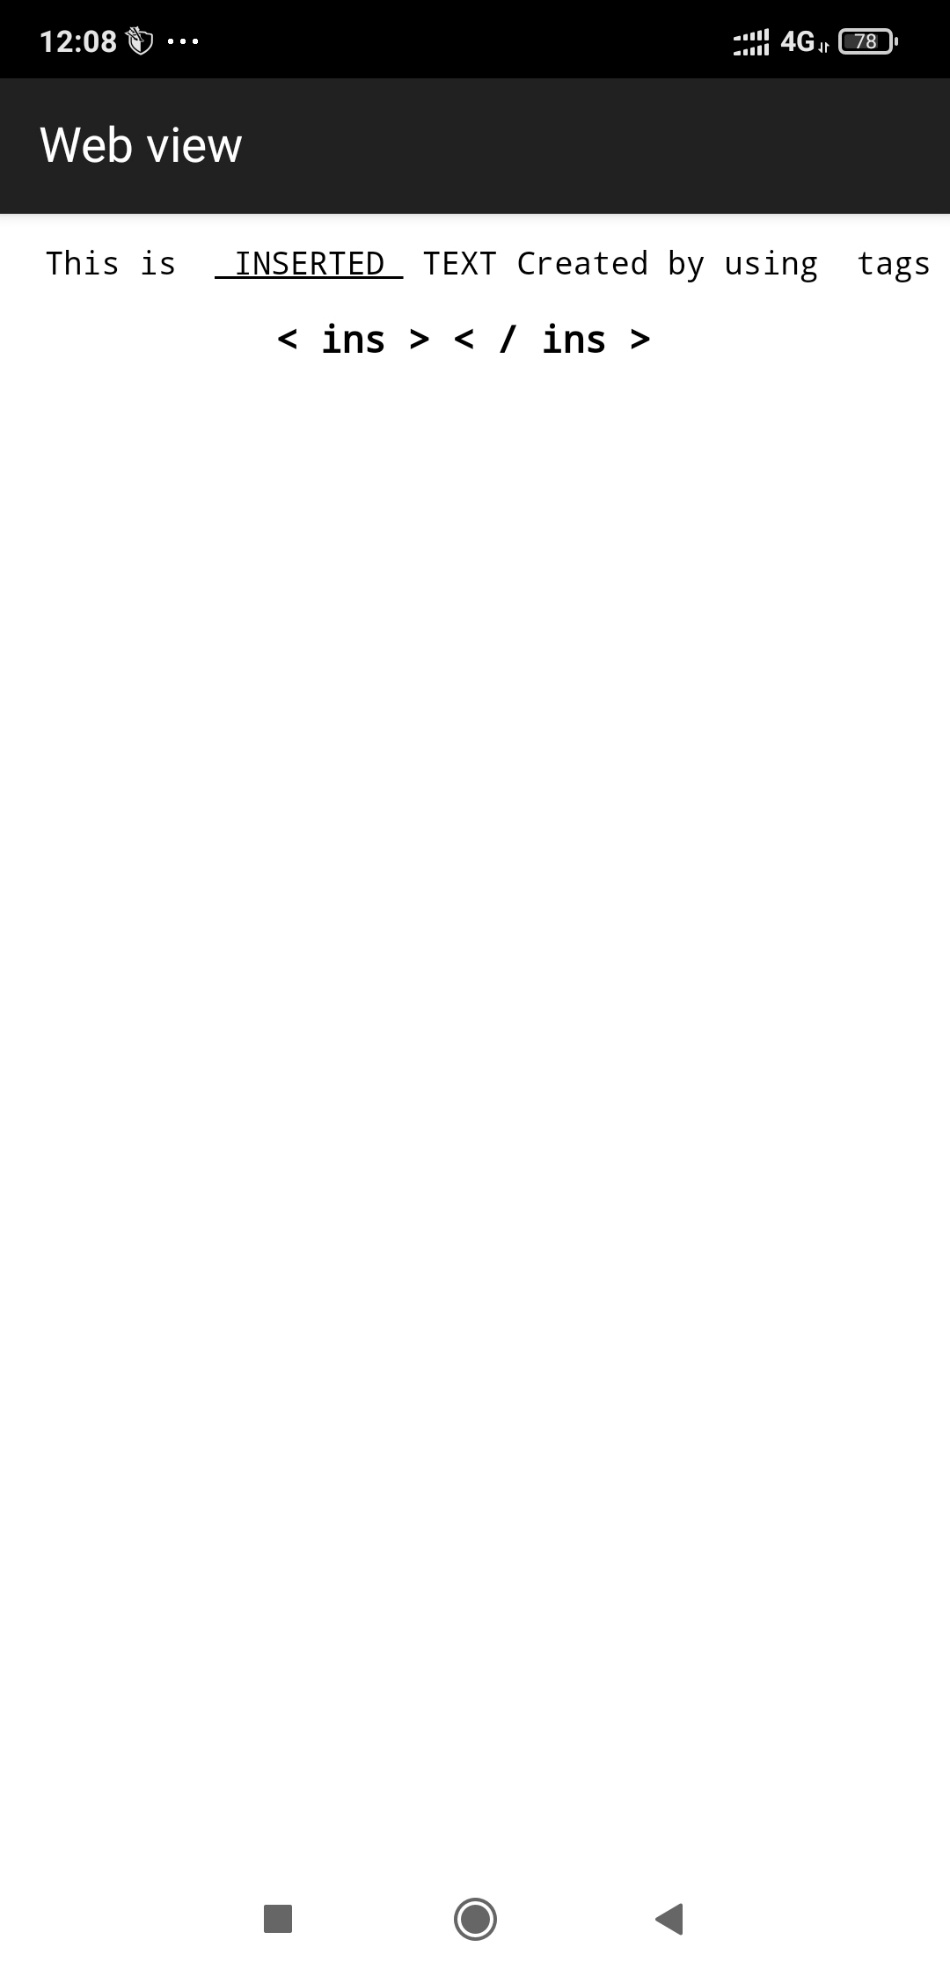 12:08 ... 4G 78
Web view
This is  INSERTED  TEXT Created by using  tags
< ins > < / ins >